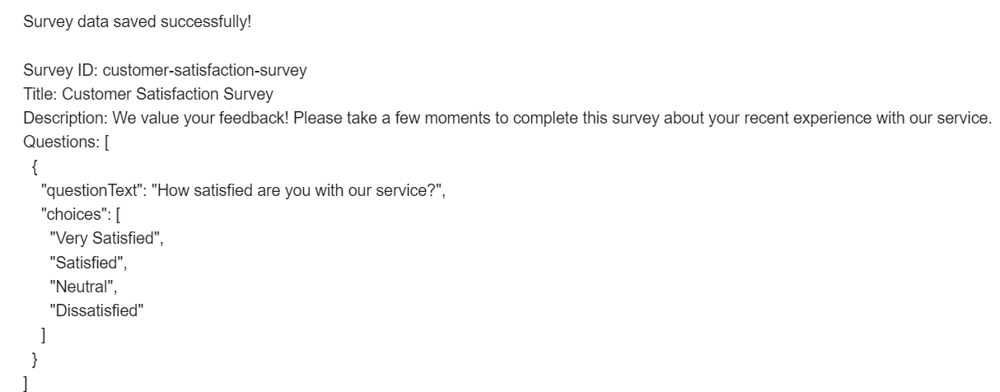 Survey data saved successfully!
Survey ID: customer-satisfaction-survey
Title: Customer Satisfaction Survey
Description: We value your feedback! Please take a few moments to complete this survey about your recent experience with our service.
Questions: [
{
"questionText": "How satisfied are you with our service?",
"choices": [
"Very Satisfied",
"Satisfied",
"Neutral",
"Dissatisfied"
]
}
]